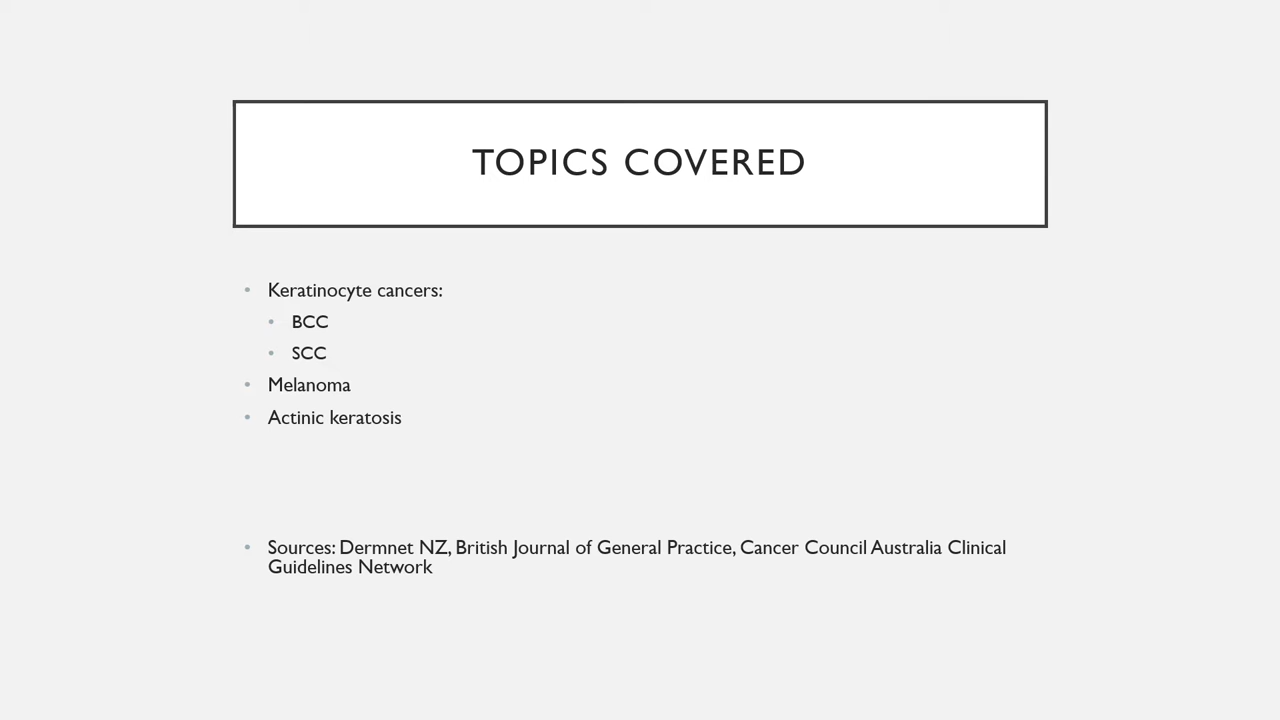 TOPICS COVERED
• Keratinocyte cancers:
• BCC
• SCC
• Melanoma
• Actinic keratosis
• Sources: Dermnet NZ, British Journal of General Practice, Cancer Council Australia Clinical
Guidelines Network